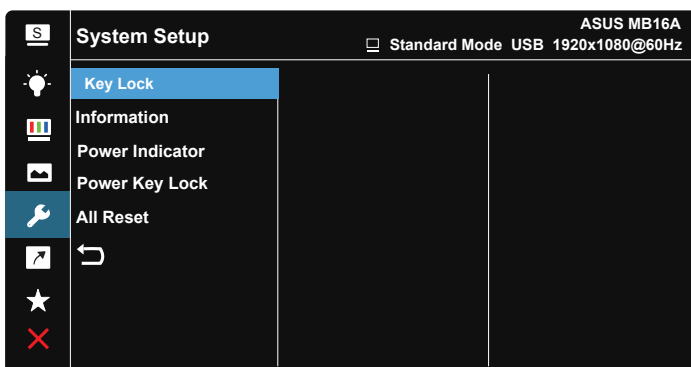 S
System Setup
ASUS MB16A
Standard Mode USB 1920x1080@60Hz
Key Lock
Information
Power Indicator
Power Key Lock
All Reset